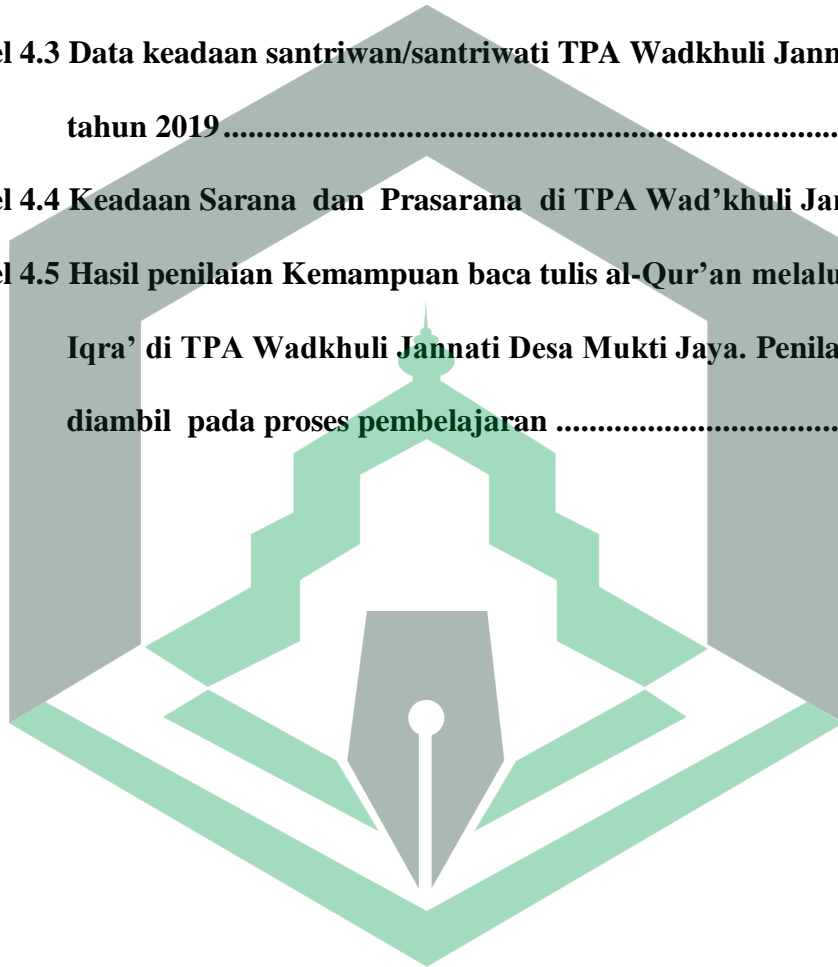 el 4.3 Data keadaan santriwan/santriwati TPA Wadkhuli Jann
tahun 2019....................................................................................
el 4.4 Keadaan Sarana dan Prasarana di TPA Wad’khuli Jar
el 4.5 Hasil penilaian Kemampuan baca tulis al-Qur’an melalu
Iqra’ di TPA Wadkhuli Jannati Desa Mukti Jaya. Penila
diambil pada proses pembelajaran .......................................